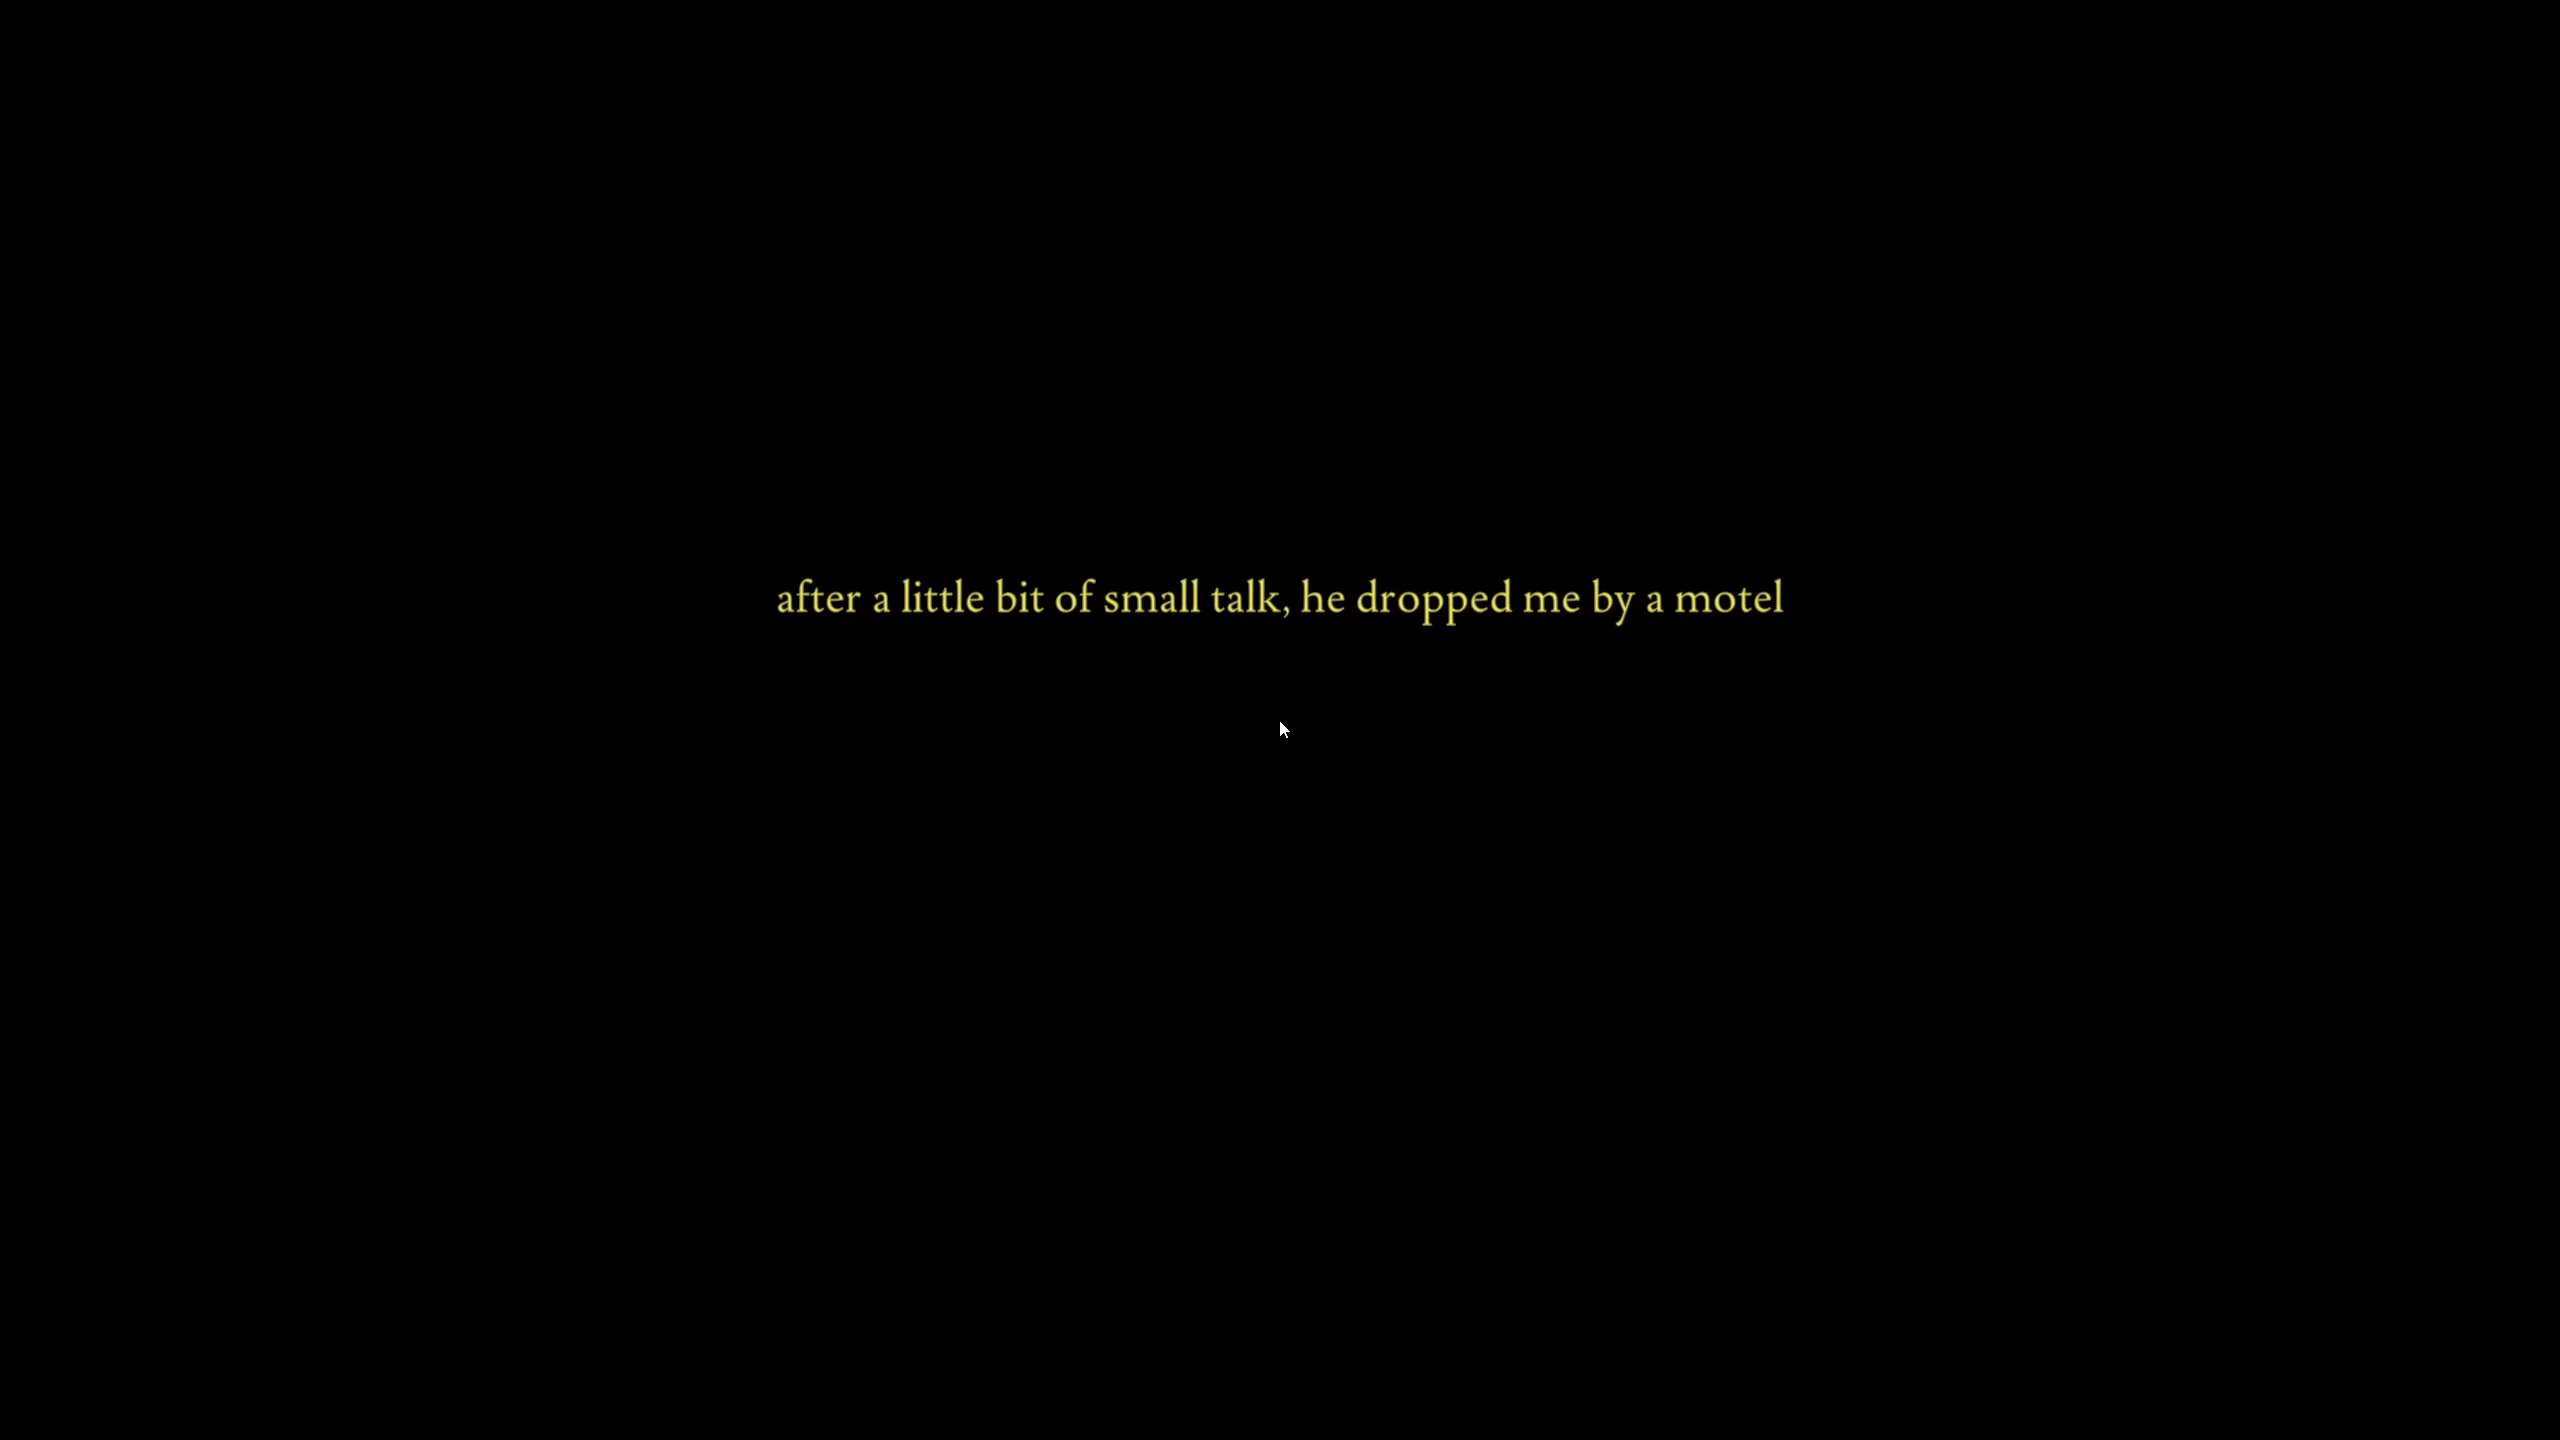 after a little bit of small talk, he dropped me by a motel